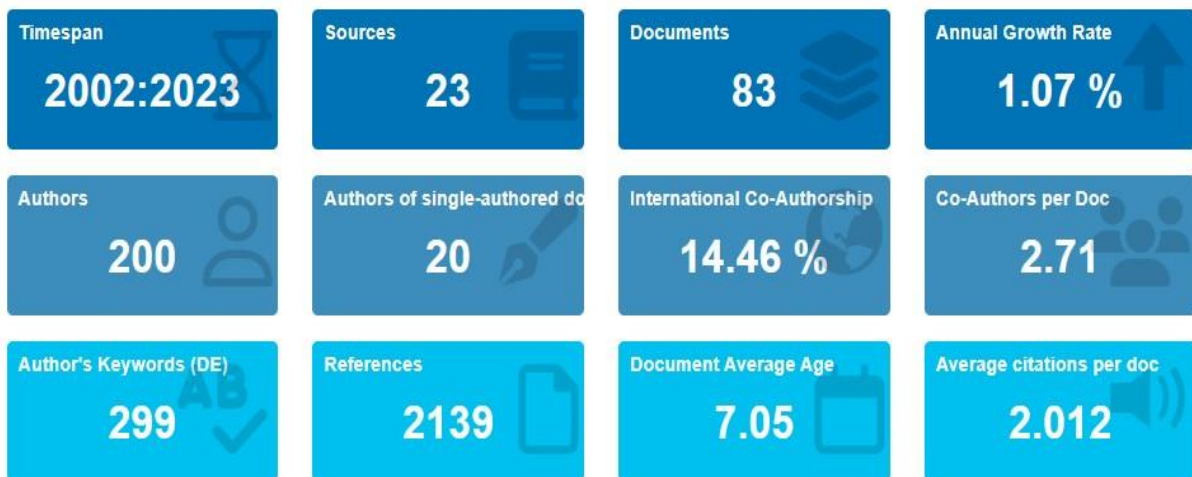 Timespan
2002:2023
Sources
23
Documents
83
Annual Growth Rate
1.07 %
Authors
200
Authors of single-authored do
20
International Co-Authorship
14.46 %
Co-Authors per Doc
2.71
Author's Keywords (DE)
AB
299
References
2139
Document Average Age
7.05
Average citations per doc
2.012